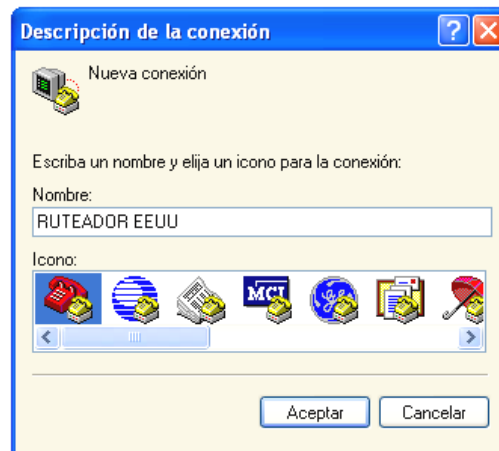 Descripción de la conexión
Nueva conexión
Escriba un nombre y elija un icono para la conexión:
Nombre:
RUTEADOR EEUU
Icono:
MCI
Aceptar
Cancelar